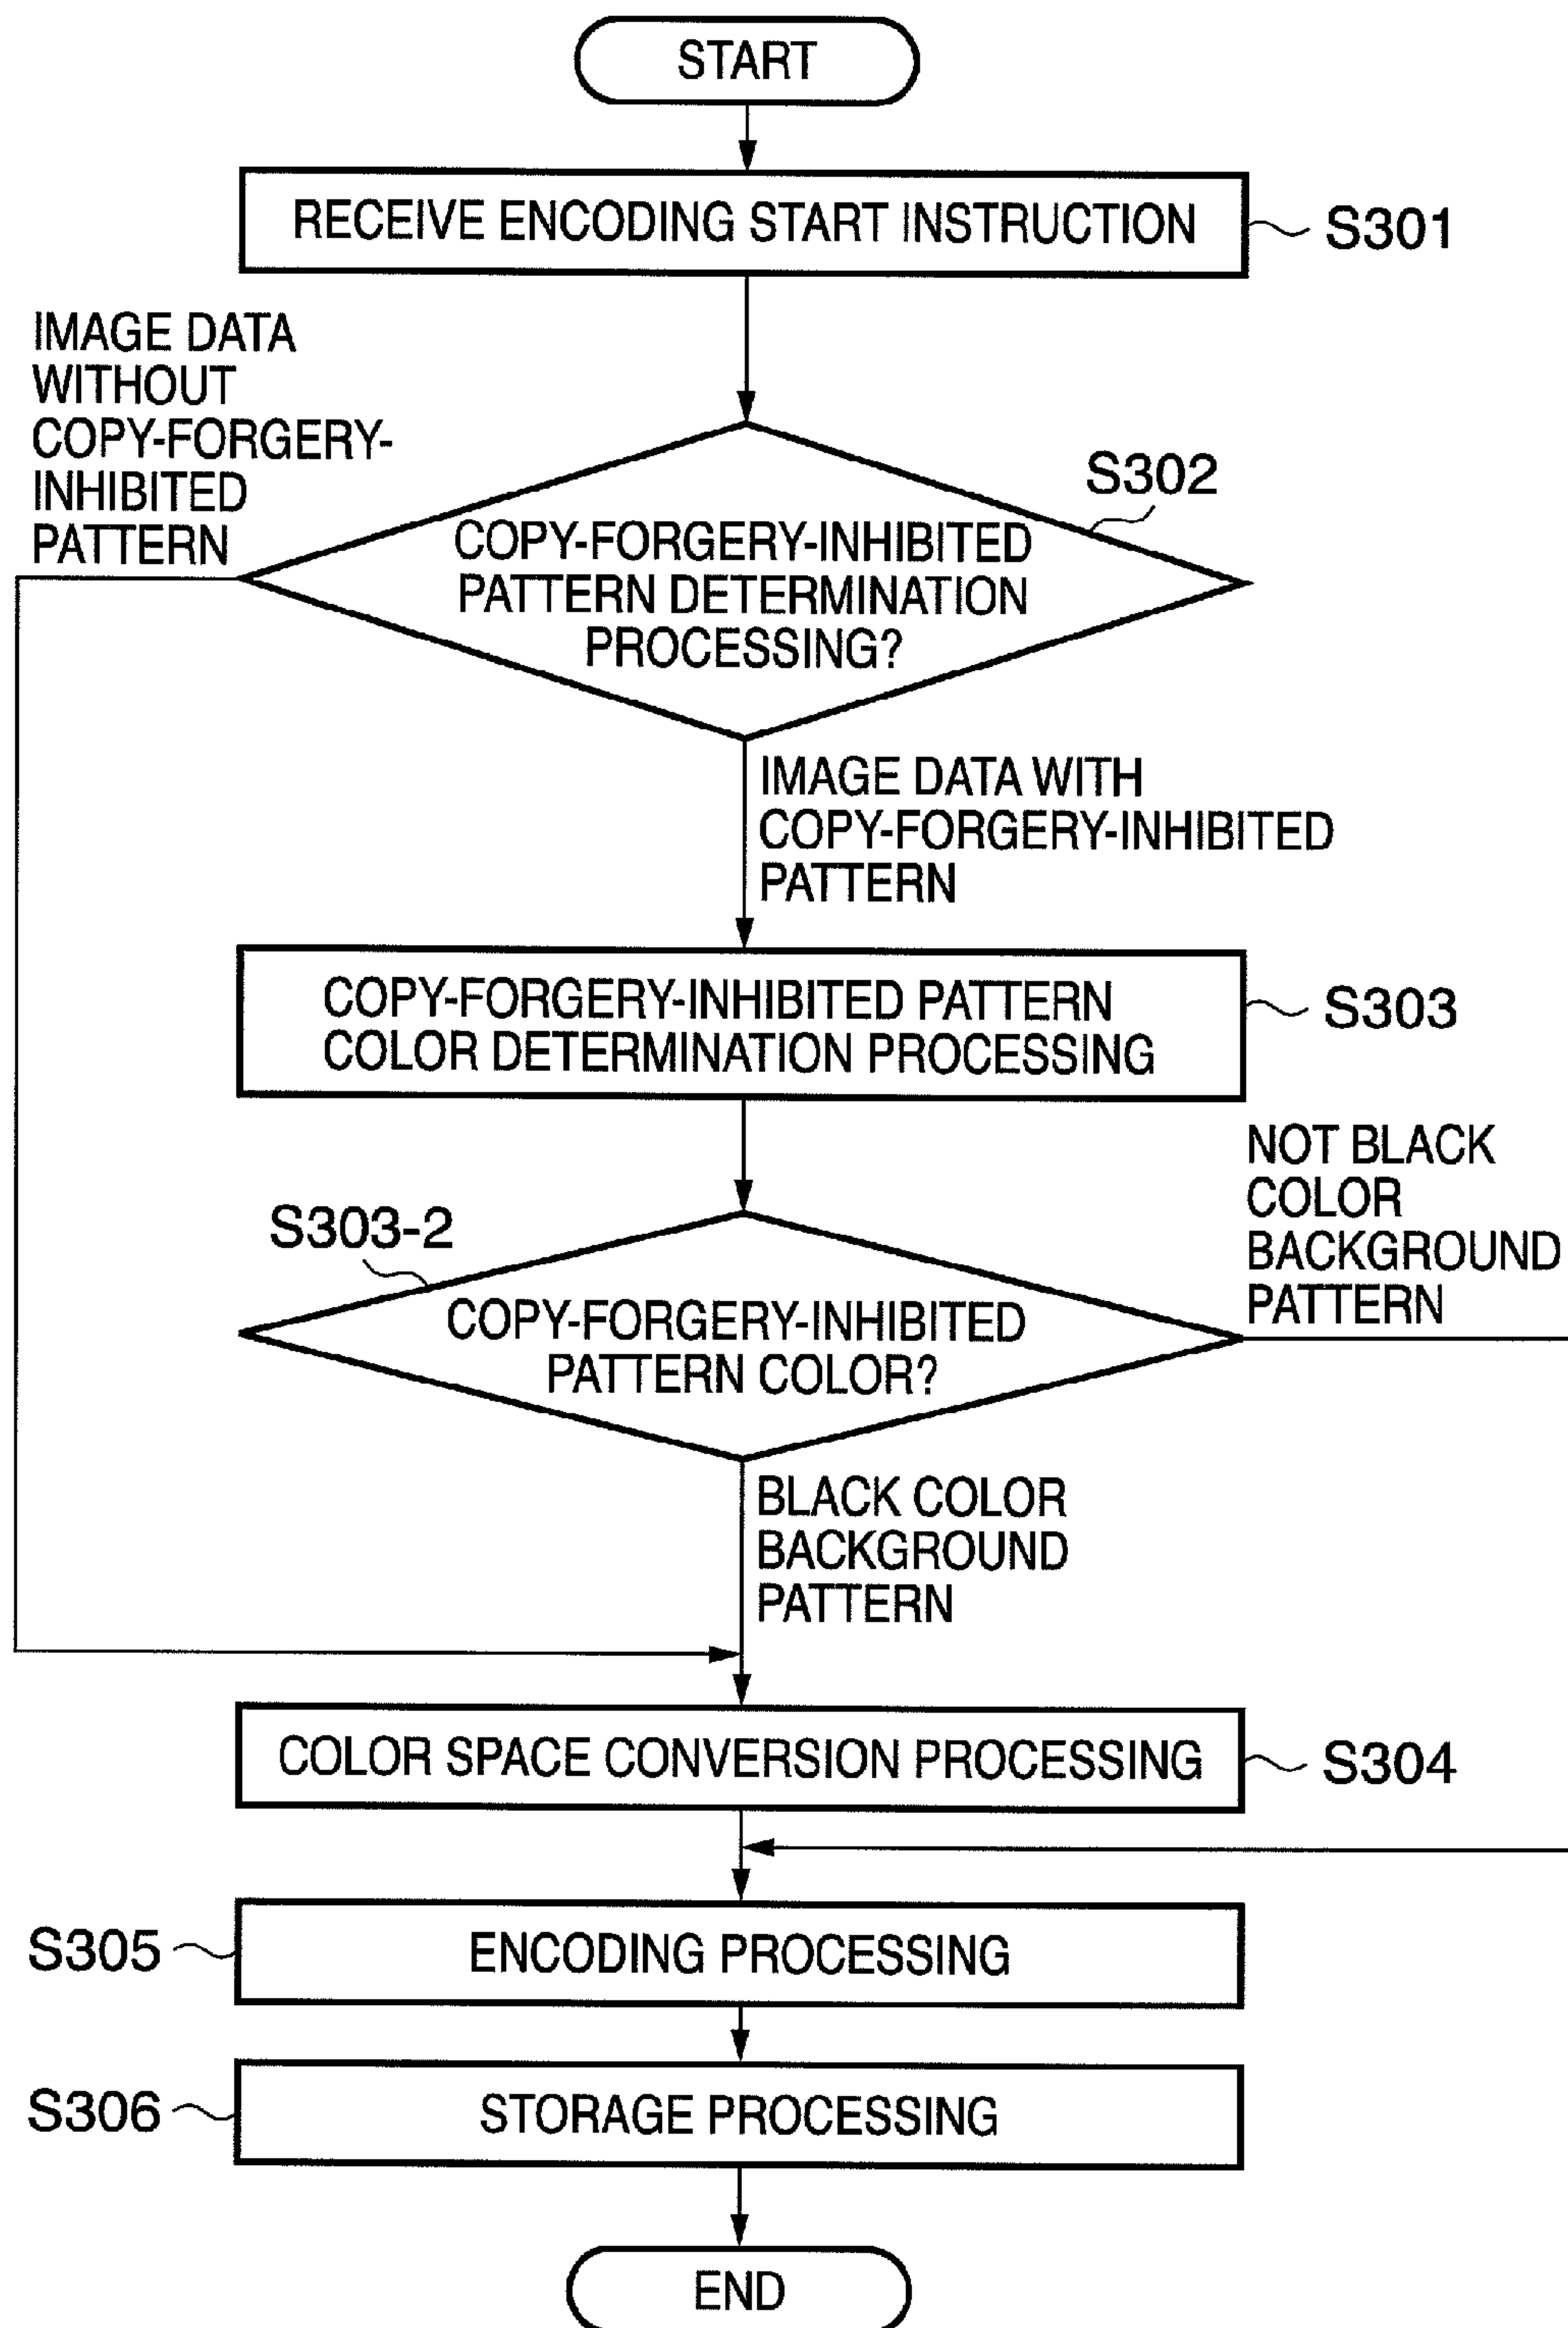 START
RECEIVE ENCODING START INSTRUCTION
S301
IMAGE DATA
WITHOUT
COPY-FORGERY-
INHIBITED
PATTERN
S302
COPY-FORGERY-INHIBITED
PATTERN DETERMINATION
PROCESSING?
IMAGE DATA WITH
COPY-FORGERY-INHIBITED
PATTERN
COPY-FORGERY-INHIBITED PATTERN
COLOR DETERMINATION PROCESSING
S303
NOT BLACK
COLOR
BACKGROUND
PATTERN
S303-2
COPY-FORGERY-INHIBITED
PATTERN COLOR?
BLACK COLOR
BACKGROUND
PATTERN
COLOR SPACE CONVERSION PROCESSING
S304
S305
ENCODING PROCESSING
S306
STORAGE PROCESSING
END